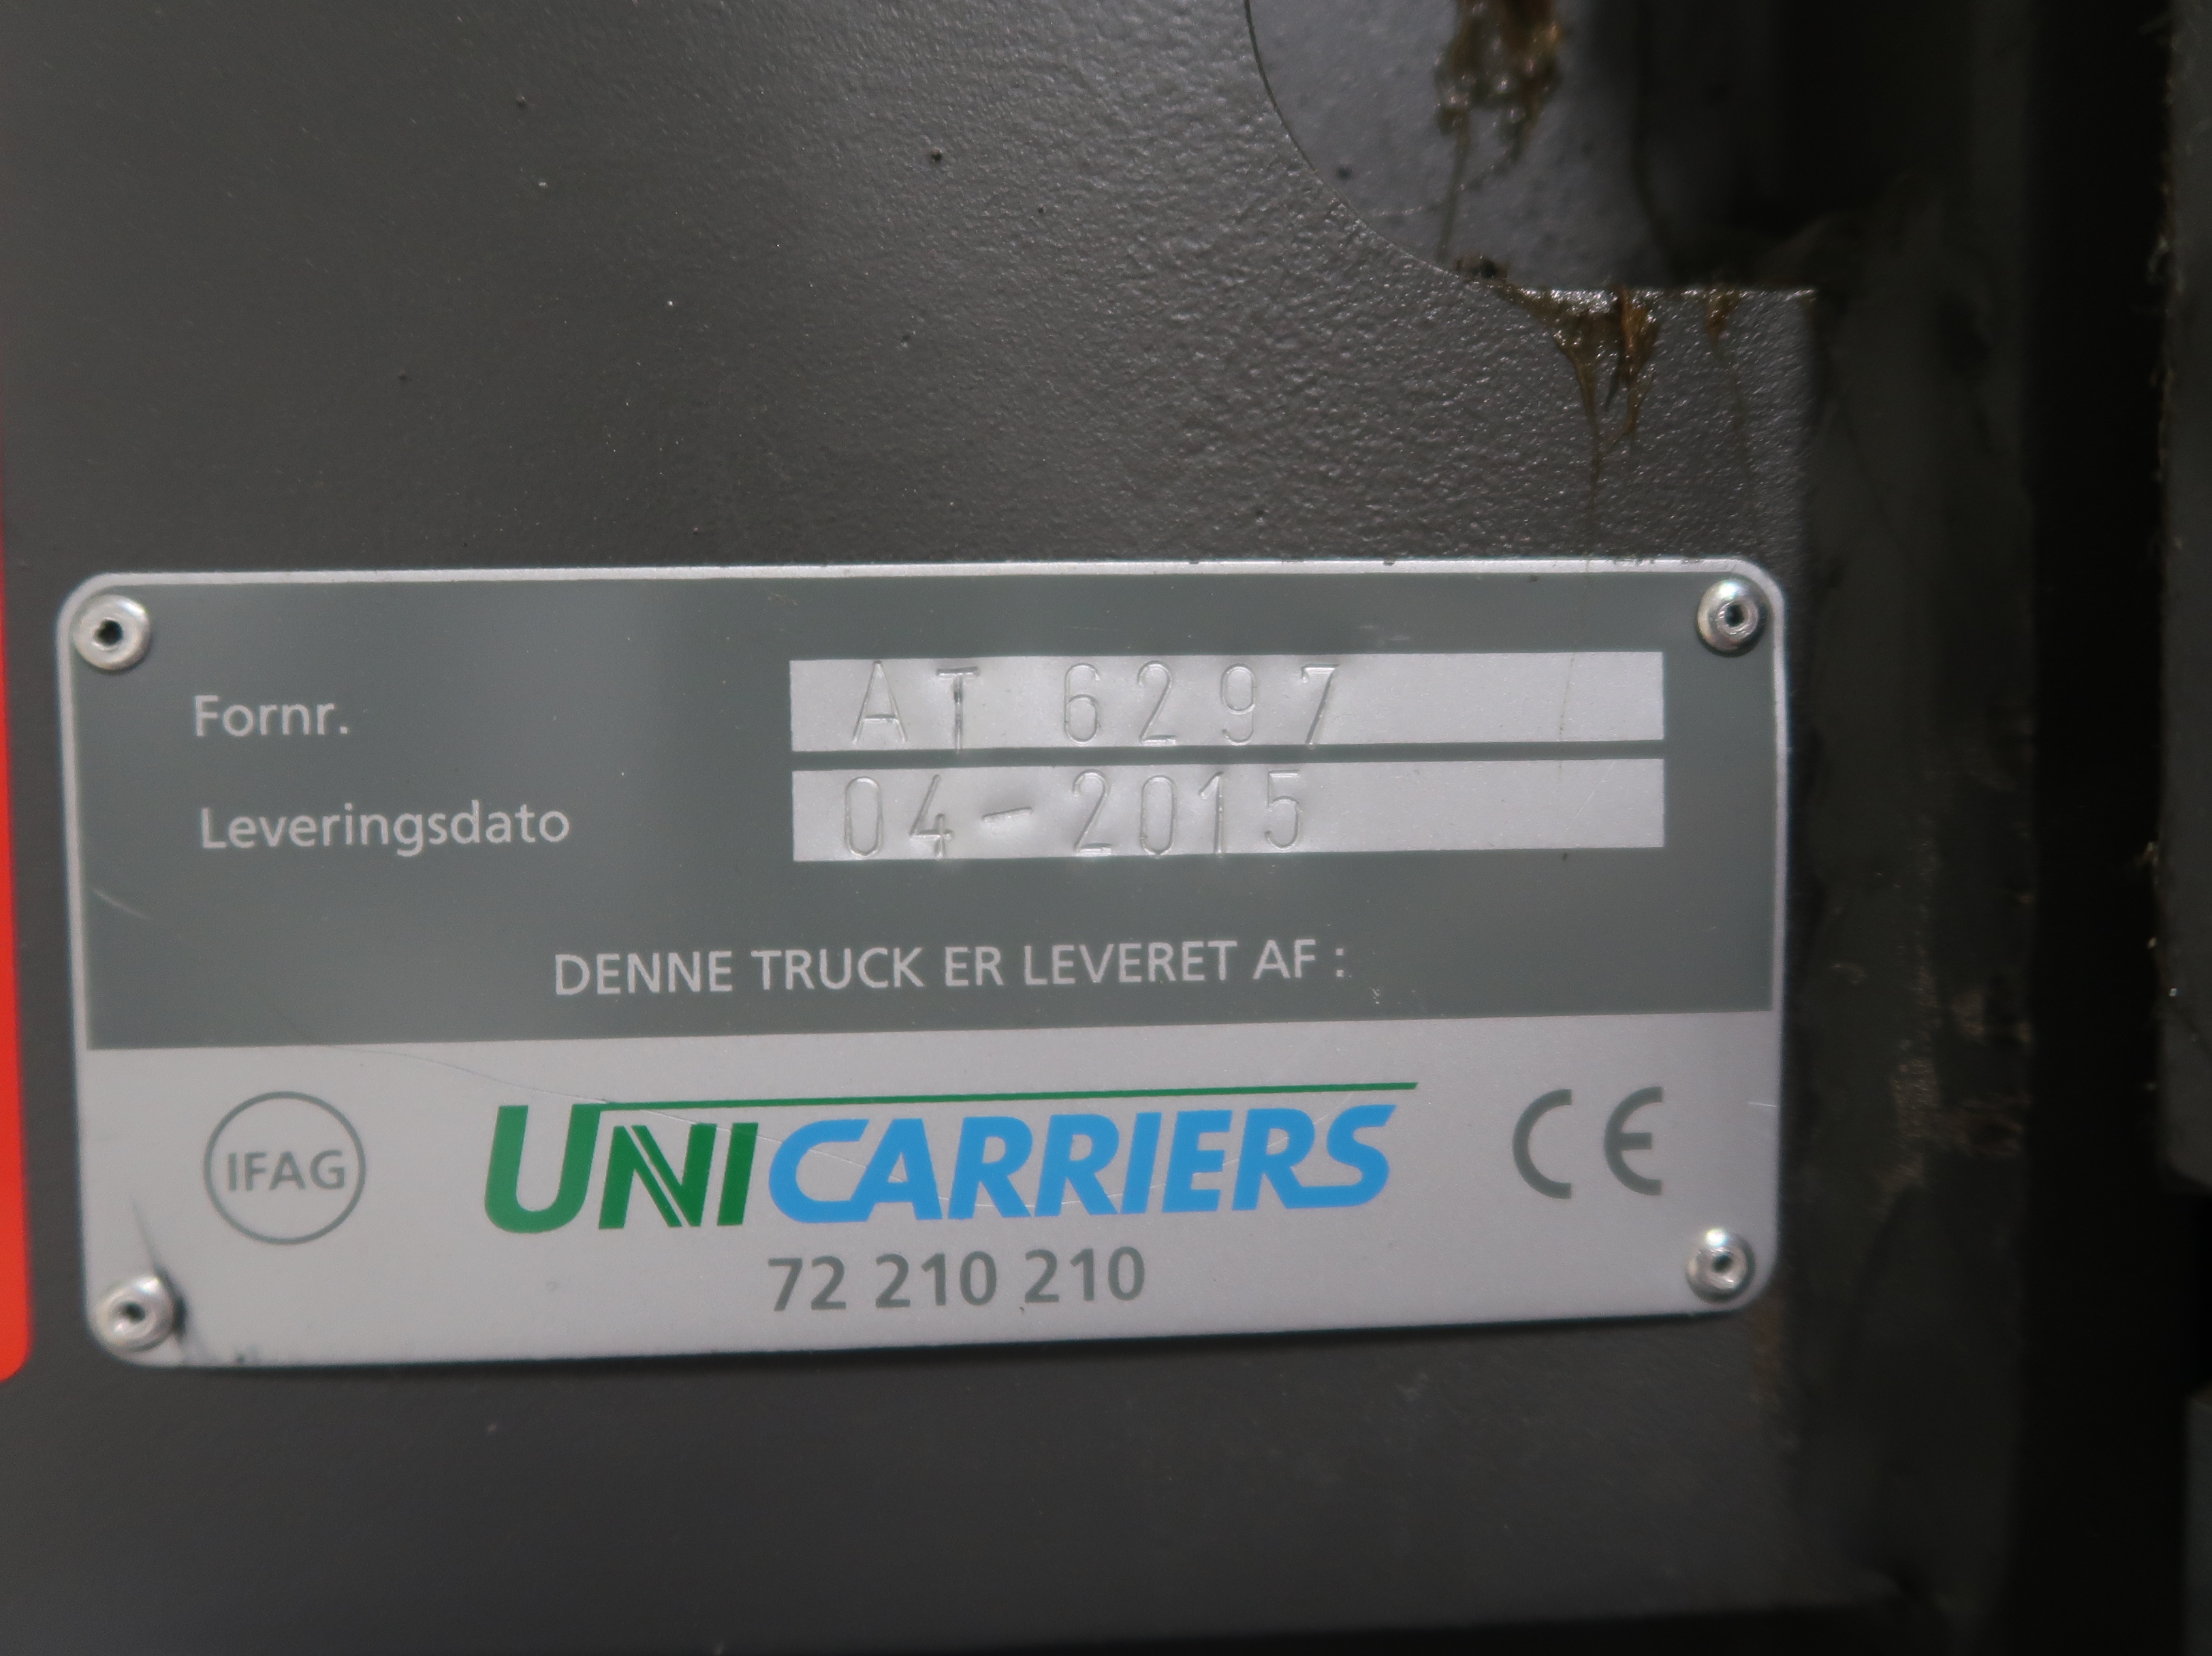 Fornr. AT 6297
Leveringsdato 04-2015
DENNE TRUCK ER LEVERET AF :
IFAG UNICARRIERS CE
72 210 210